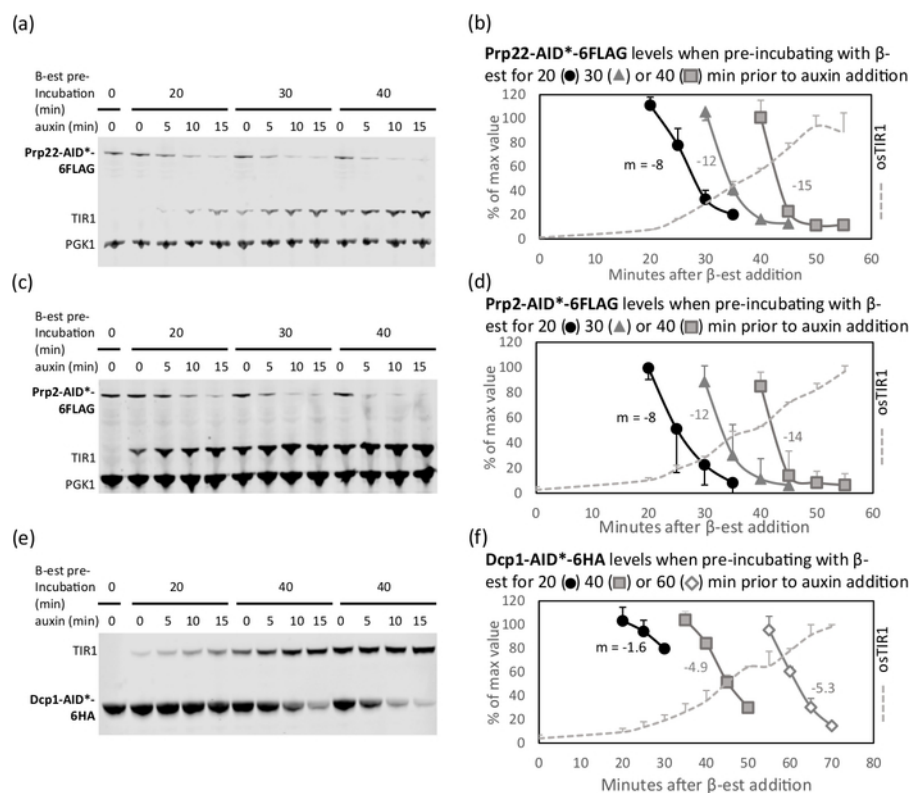 (a)
B-est pre-
Incubation
(min)
0 20 30 40
auxin (min) 0 0 5 10 15 0 5 10 15 0 5 10 15
Prp22-AID*-
6FLAG
TIR1
PGK1
(b)
Prp22-AID*-6FLAG levels when pre-incubating with β-
est for 20 (●) 30 (▲) or 40 (■) min prior to auxin addition
% of max value
120
100
80
60
40
20
0
m = -8
-12
-15
0 10 20 30 40 50 60
Minutes after β-est addition
osTIR1
(c)
B-est pre-
Incubation
(min)
0 20 30 40
auxin (min) 0 0 5 10 15 0 5 10 15 0 5 10 15
Prp2-AID*-
6FLAG
TIR1
PGK1
(d)
Prp2-AID*-6FLAG levels when pre-incubating with β-
est for 20 (●) 30 (▲) or 40 (■) min prior to auxin addition
% of max value
120
100
80
60
40
20
0
m = -8
-12
-14
0 10 20 30 40 50 60
Minutes after β-est addition
osTIR1
(e)
B-est pre-
Incubation
(min)
0 20 40 40
auxin (min) 0 0 5 10 15 0 5 10 15 0 5 10 15
TIR1
Dcp1-AID*-
6HA
(f)
Dcp1-AID*-6HA levels when pre-incubating with β-
est for 20 (●) 40 (■) or 60 (◇) min prior to auxin addition
% of max value
120
100
80
60
40
20
0
m = -1.6
-4.9
-5.3
0 10 20 30 40 50 60 70 80
Minutes after β-est addition
osTIR1